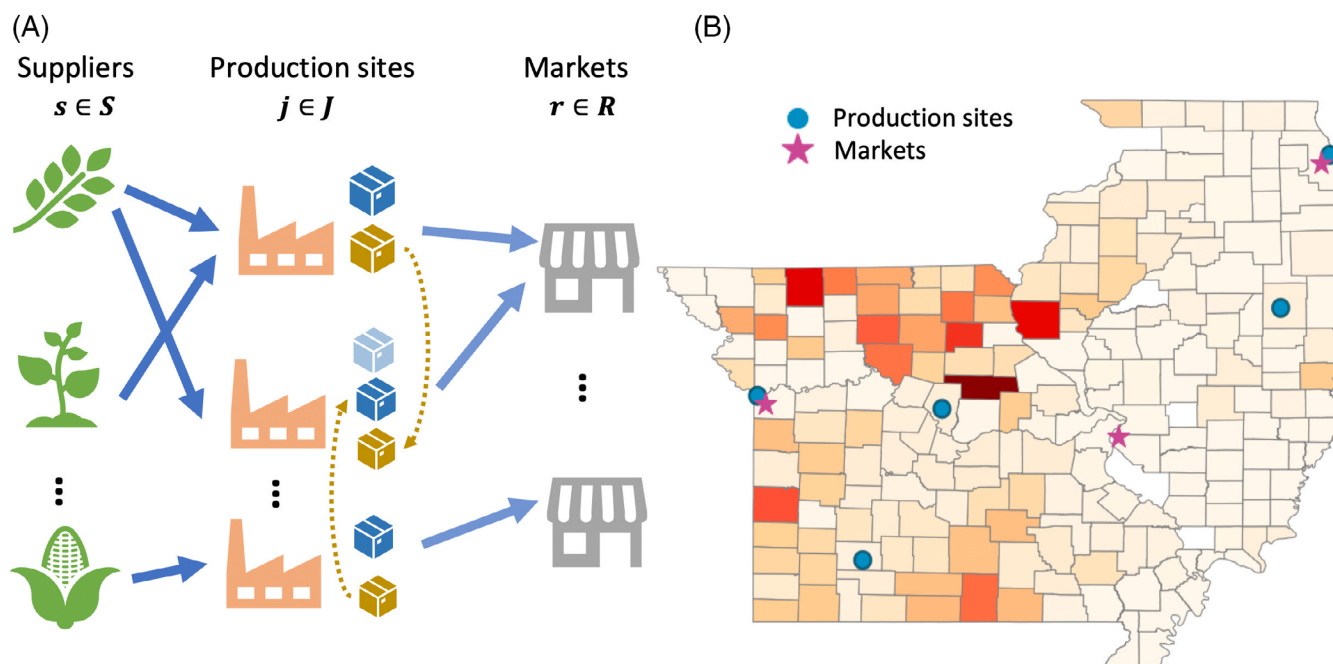 (A)
Suppliers
s ∈ S
Production sites
j ∈ J
Markets
r ∈ R
(B)
Production sites
Markets